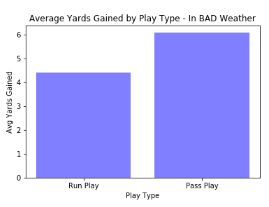 Average Yards Gained by Play Type - In BAD Weather
Avg Yards Gained
6
5
4
3
2
1
0
Run Play
Pass Play
Play Type